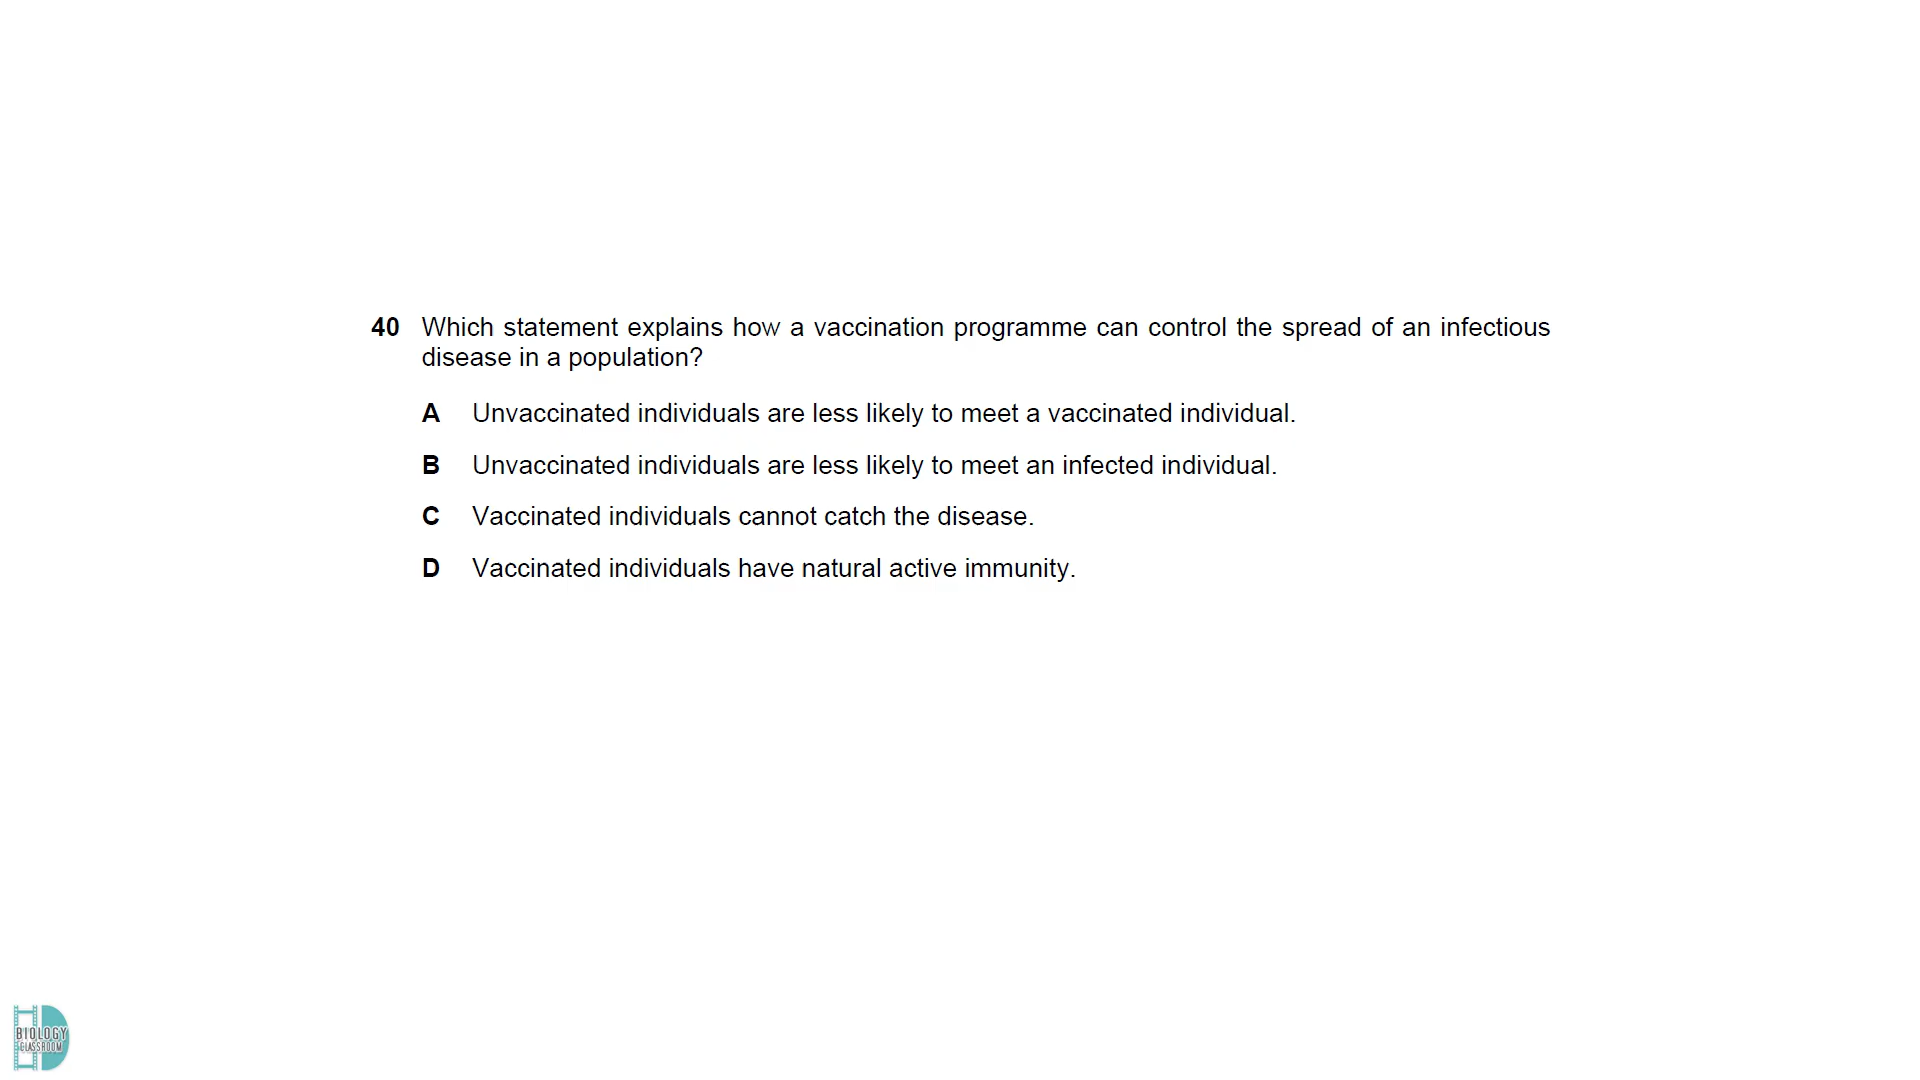 40 Which statement explains how a vaccination programme can control the spread of an infectious
disease in a population?
A Unvaccinated individuals are less likely to meet a vaccinated individual.
B Unvaccinated individuals are less likely to meet an infected individual.
C Vaccinated individuals cannot catch the disease.
D Vaccinated individuals have natural active immunity.
BIOLOGY
CLASSROOM